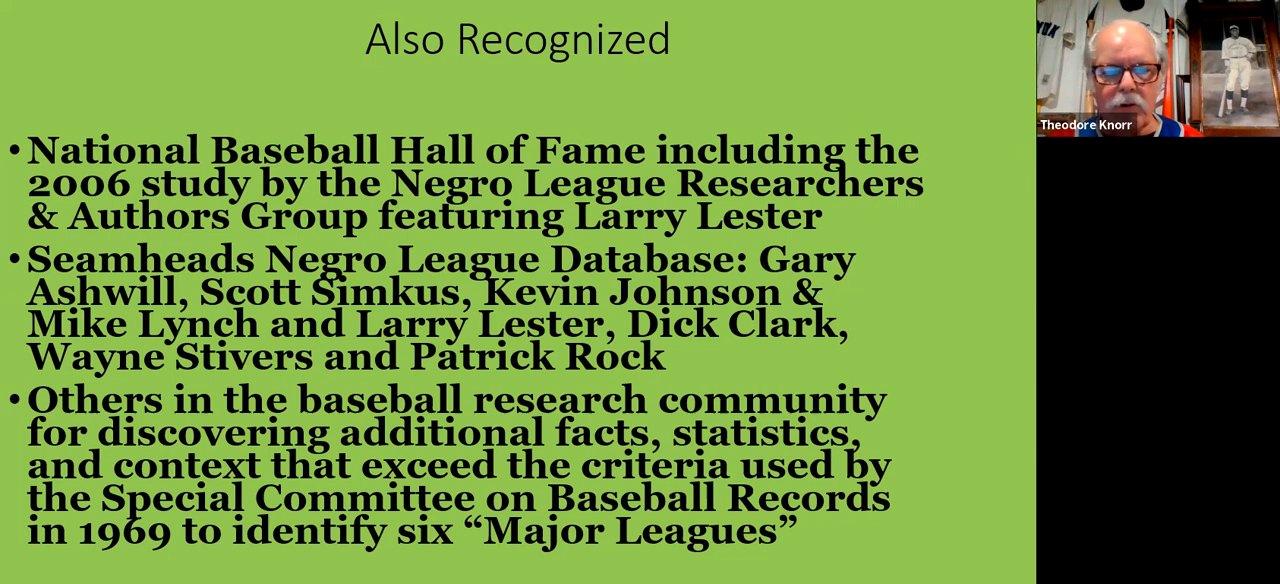 Also Recognized
• National Baseball Hall of Fame including the
2006 study by the Negro League Researchers
& Authors Group featuring Larry Lester
• Seamheads Negro League Database: Gary
Ashwill, Scott Simkus, Kevin Johnson &
Mike Lynch and Larry Lester, Dick Clark,
Wayne Stivers and Patrick Rock
• Others in the baseball research community
for discovering additional facts, statistics,
and context that exceed the criteria used by
the Special Committee on Baseball Records
in 1969 to identify six “Major Leagues”
Theodore Knorr